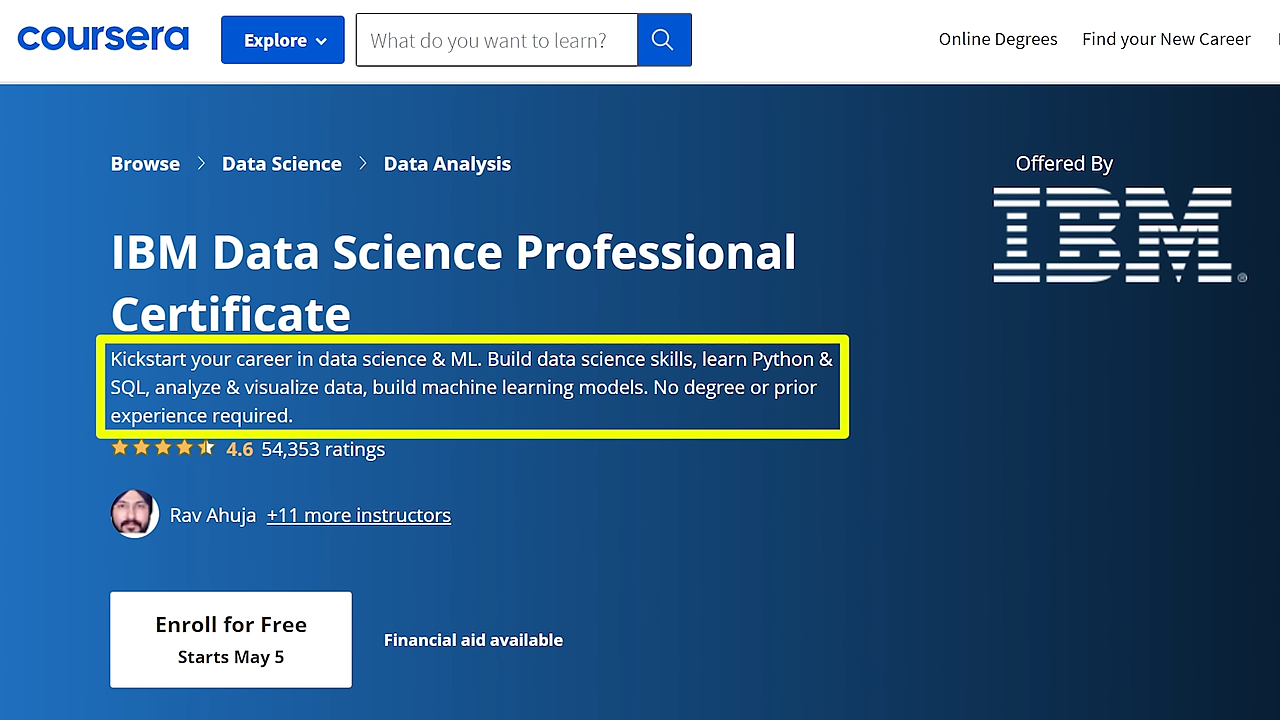 coursera
Explore
What do you want to learn?
Online Degrees
Find your New Career
Browse > Data Science > Data Analysis
Offered By
IBM®
IBM Data Science Professional
Certificate
Kickstart your career in data science & ML. Build data science skills, learn Python &
SQL, analyze & visualize data, build machine learning models. No degree or prior
experience required.
4.6 54,353 ratings
Rav Ahuja +11 more instructors
Enroll for Free
Starts May 5
Financial aid available